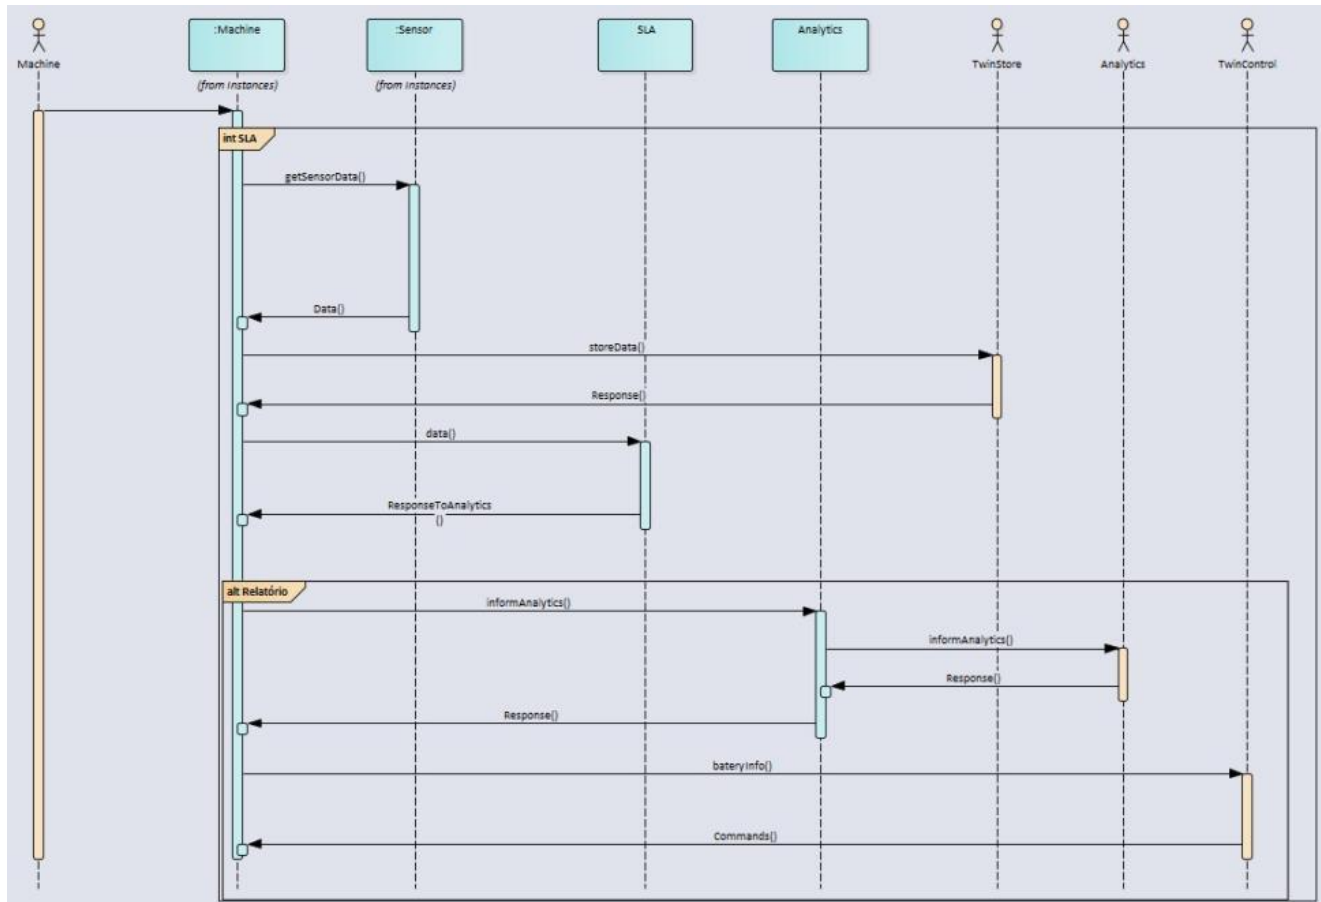 :Machine
:Sensor
SLA
Analytics
Machine
TwinStore
Analytics
TwinControl
(from Instances)
(from Instances)
int SLA
getSensorData()
Data()
storeData()
Response()
data()
ResponseToAnalytics
()
alt Relatório
informAnalytics()
informAnalytics()
Response()
Response()
bateryInfo()
Commands()